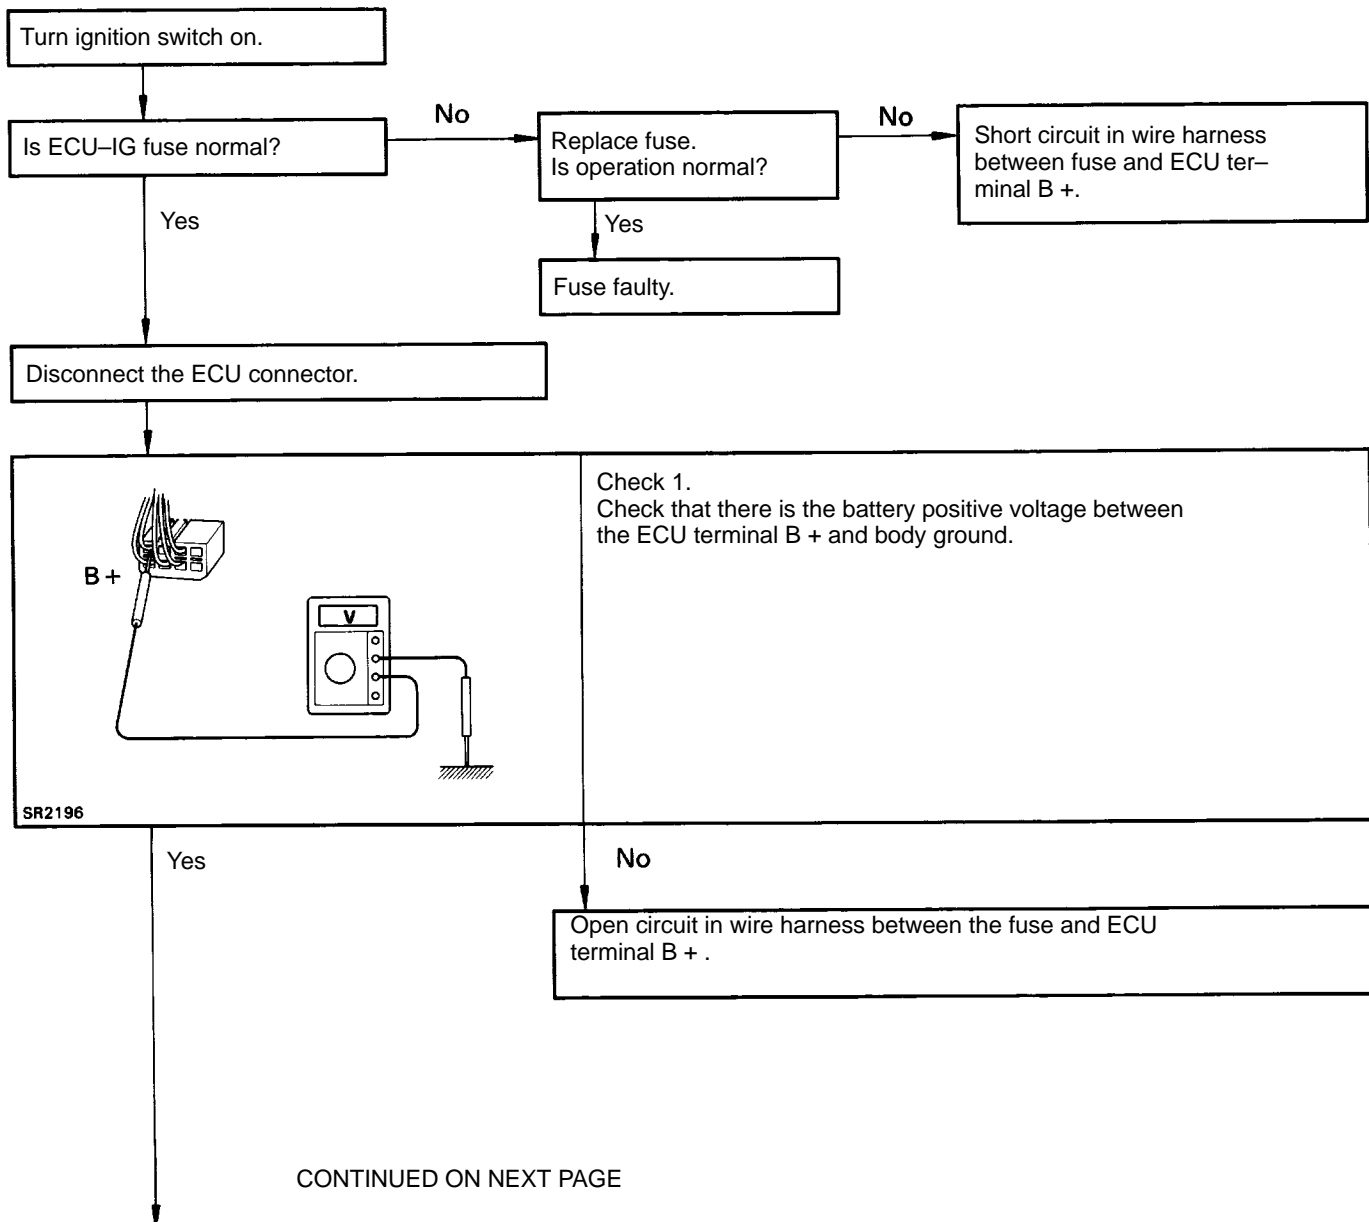 Turn ignition switch on.
Is ECU–IG fuse normal?
No
Replace fuse.
Is operation normal?
No
Short circuit in wire harness
between fuse and ECU ter–
minal B +.
Yes
Yes
Fuse faulty.
Disconnect the ECU connector.
Check 1.
Check that there is the battery positive voltage between
the ECU terminal B + and body ground.
B +
V
SR2196
Yes
No
Open circuit in wire harness between the fuse and ECU
terminal B + .
CONTINUED ON NEXT PAGE